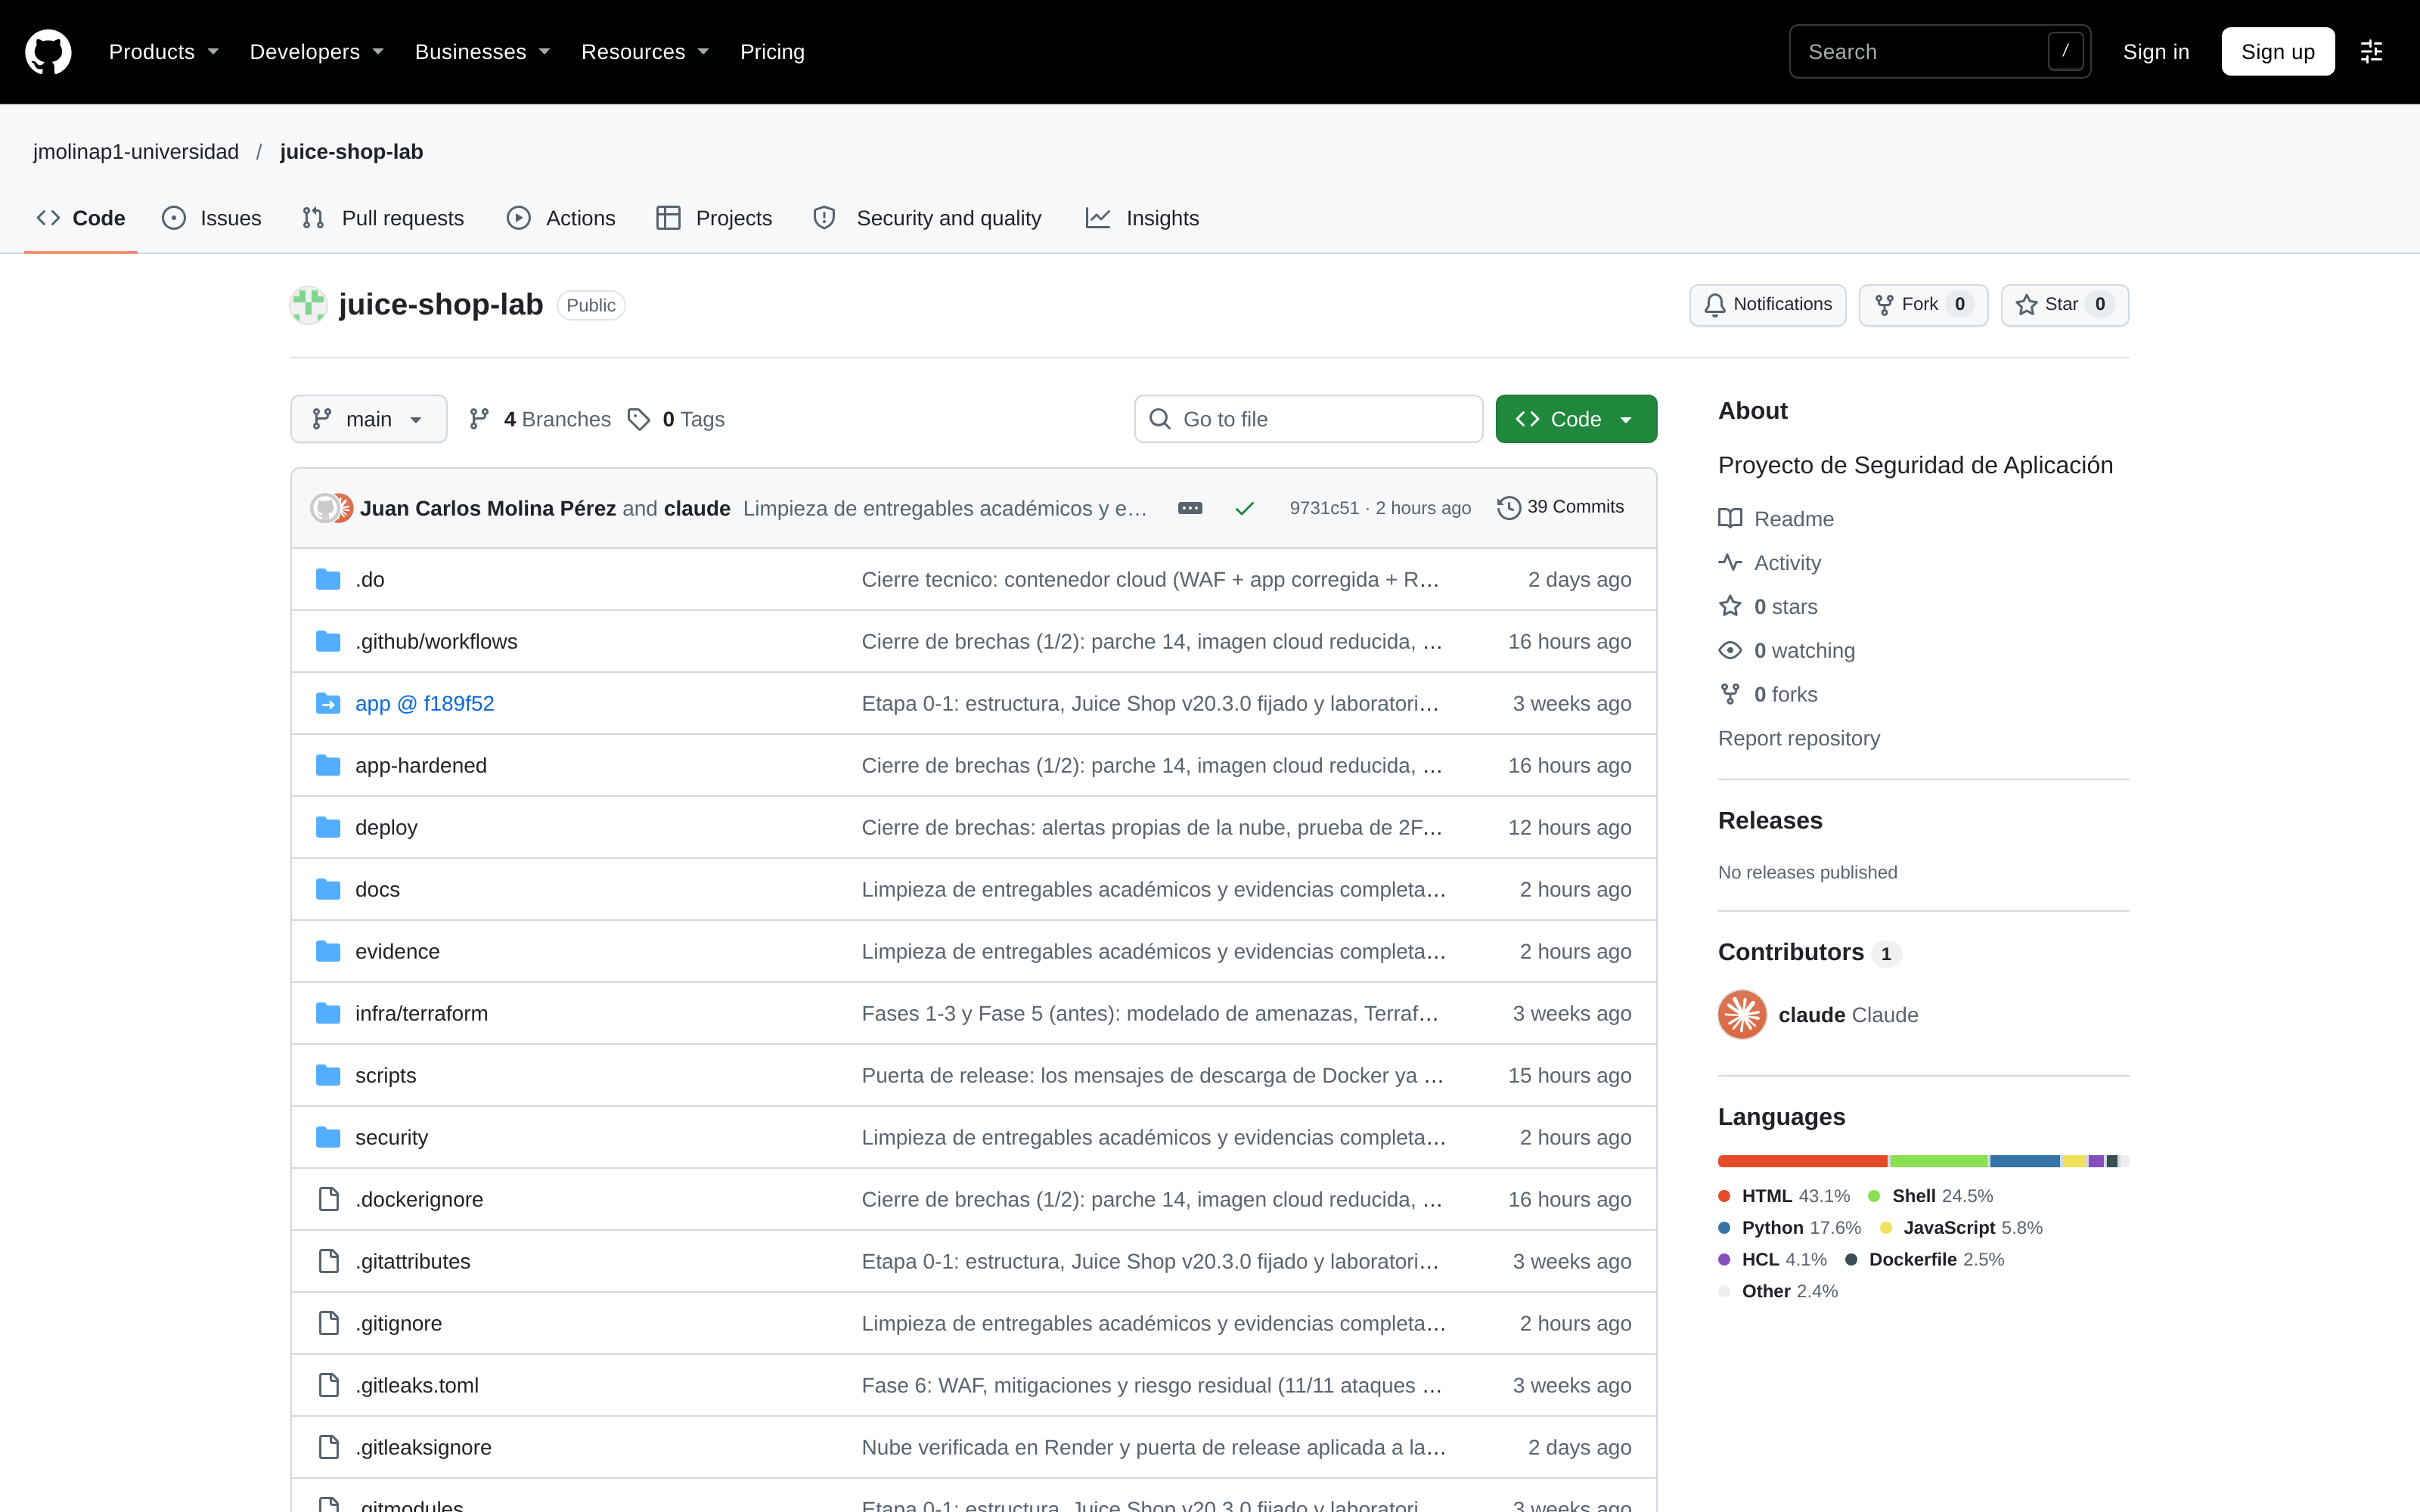 Products Developers Businesses Resources Pricing Search / Sign in Sign up
jmolinap1-universidad / juice-shop-lab
Code Issues Pull requests Actions Projects Security and quality Insights
juice-shop-lab Public Notifications Fork 0 Star 0
main 4 Branches 0 Tags Go to file Code
Juan Carlos Molina Pérez and claude Limpieza de entregables académicos y e… 9731c51 · 2 hours ago 39 Commits
.do Cierre tecnico: contenedor cloud (WAF + app corregida + R… 2 days ago
.github/workflows Cierre de brechas (1/2): parche 14, imagen cloud reducida, … 16 hours ago
app @ f189f52 Etapa 0-1: estructura, Juice Shop v20.3.0 fijado y laboratori… 3 weeks ago
app-hardened Cierre de brechas (1/2): parche 14, imagen cloud reducida, … 16 hours ago
deploy Cierre de brechas: alertas propias de la nube, prueba de 2F… 12 hours ago
docs Limpieza de entregables académicos y evidencias completa… 2 hours ago
evidence Limpieza de entregables académicos y evidencias completa… 2 hours ago
infra/terraform Fases 1-3 y Fase 5 (antes): modelado de amenazas, Terraf… 3 weeks ago
scripts Puerta de release: los mensajes de descarga de Docker ya … 15 hours ago
security Limpieza de entregables académicos y evidencias completa… 2 hours ago
.dockerignore Cierre de brechas (1/2): parche 14, imagen cloud reducida, … 16 hours ago
.gitattributes Etapa 0-1: estructura, Juice Shop v20.3.0 fijado y laboratori… 3 weeks ago
.gitignore Limpieza de entregables académicos y evidencias completa… 2 hours ago
.gitleaks.toml Fase 6: WAF, mitigaciones y riesgo residual (11/11 ataques … 3 weeks ago
.gitleaksignore Nube verificada en Render y puerta de release aplicada a la… 2 days ago
.gitmodules Etapa 0-1: estructura, Juice Shop v20.3.0 fijado y laboratori… 3 weeks ago
About
Proyecto de Seguridad de Aplicación
Readme
Activity
0 stars
0 watching
0 forks
Report repository
Releases
No releases published
Contributors 1
claude Claude
Languages
HTML 43.1% Shell 24.5%
Python 17.6% JavaScript 5.8%
HCL 4.1% Dockerfile 2.5%
Other 2.4%